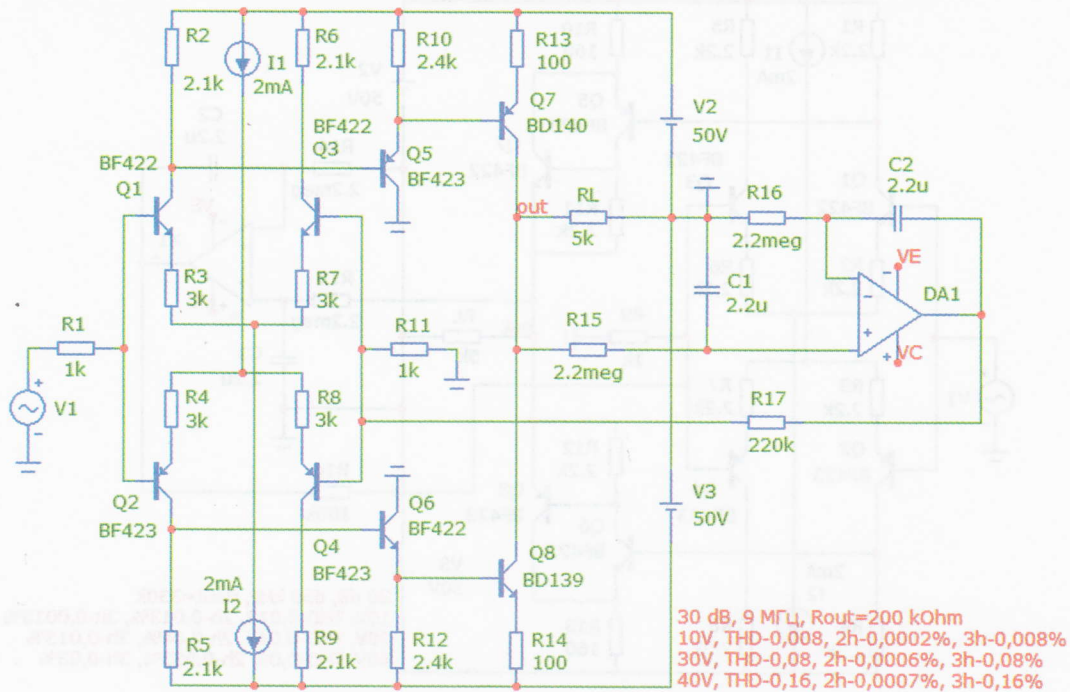 R2
2.1k
I1
2mA
R6
2.1k
R10
2.4k
R13
100
Q7
BD140
V2
50V
BF422
Q1
BF422
Q3
Q5
BF423
out
RL
5k
R16
2.2meg
C2
2.2u
R3
3k
R7
3k
C1
2.2u
VE
DA1
VC
R1
1k
V1
R11
1k
R15
2.2meg
R4
3k
R8
3k
R17
220k
Q2
BF423
Q4
BF423
Q6
BF422
Q8
BD139
V3
50V
2mA
I2
R5
2.1k
R9
2.1k
R12
2.4k
R14
100
30 dB, 9 МГц, Rout=200 kOhm
10V, THD-0,008, 2h-0,0002%, 3h-0,008%
30V, THD-0,08, 2h-0,0006%, 3h-0,08%
40V, THD-0,16, 2h-0,0007%, 3h-0,16%